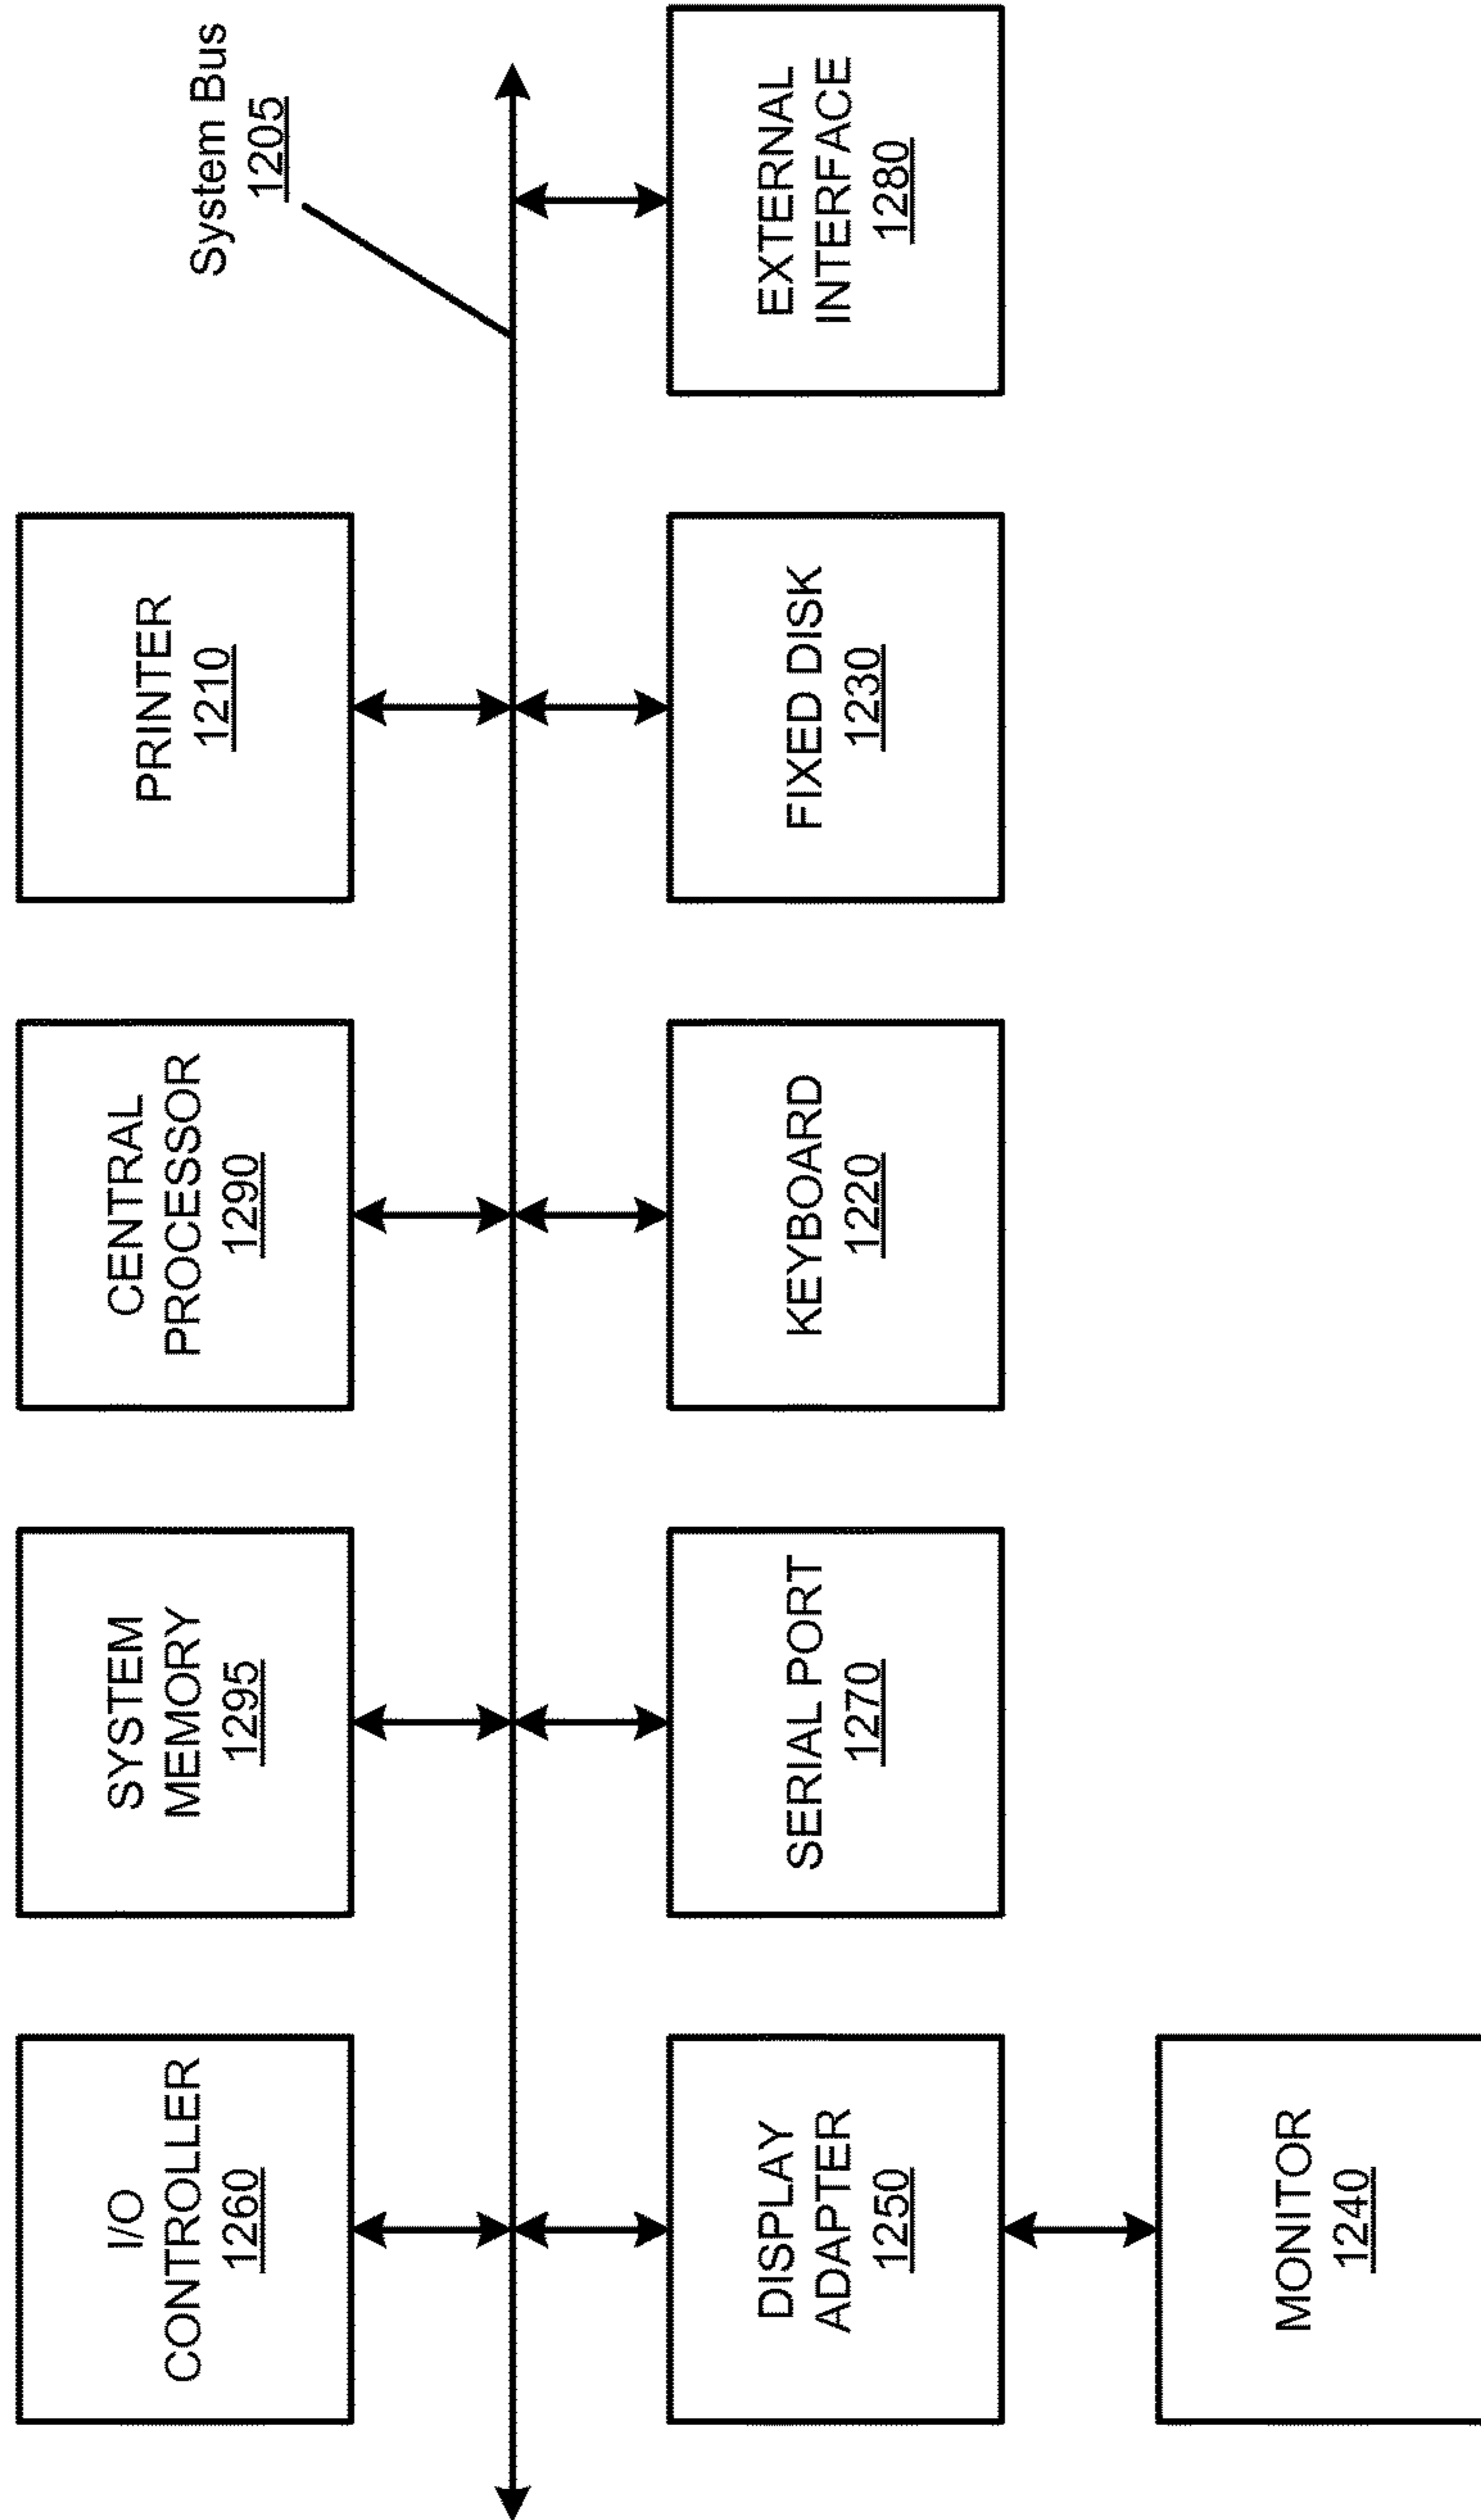 System Bus
1205
I/O
CONTROLLER
1260
SYSTEM
MEMORY
1295
CENTRAL
PROCESSOR
1290
PRINTER
1210
DISPLAY
ADAPTER
1250
SERIAL PORT
1270
KEYBOARD
1220
FIXED DISK
1230
EXTERNAL
INTERFACE
1280
MONITOR
1240